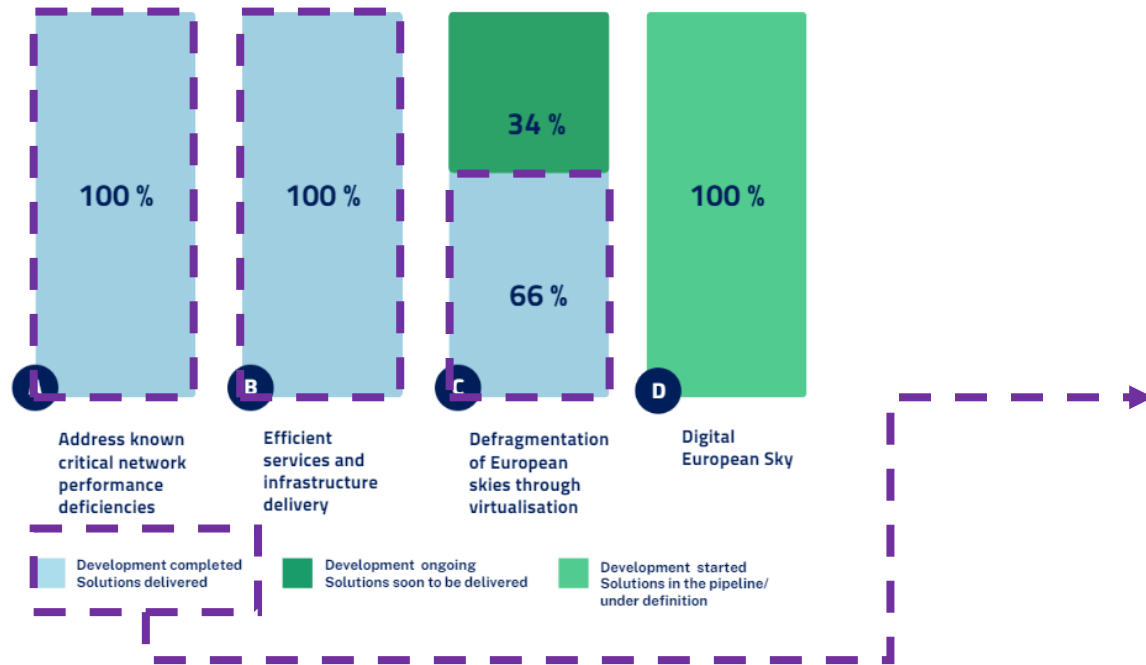 34 %
100 %
100 %
100 %
66 %
A
B
C
D
Address known
critical network
performance
deficiencies
Efficient
services and
infrastructure
delivery
Defragmentation
of European
skies through
virtualisation
Digital
European Sky
Development completed
Solutions delivered
Development ongoing
Solutions soon to be delivered
Development started
Solutions in the pipeline/
under definition